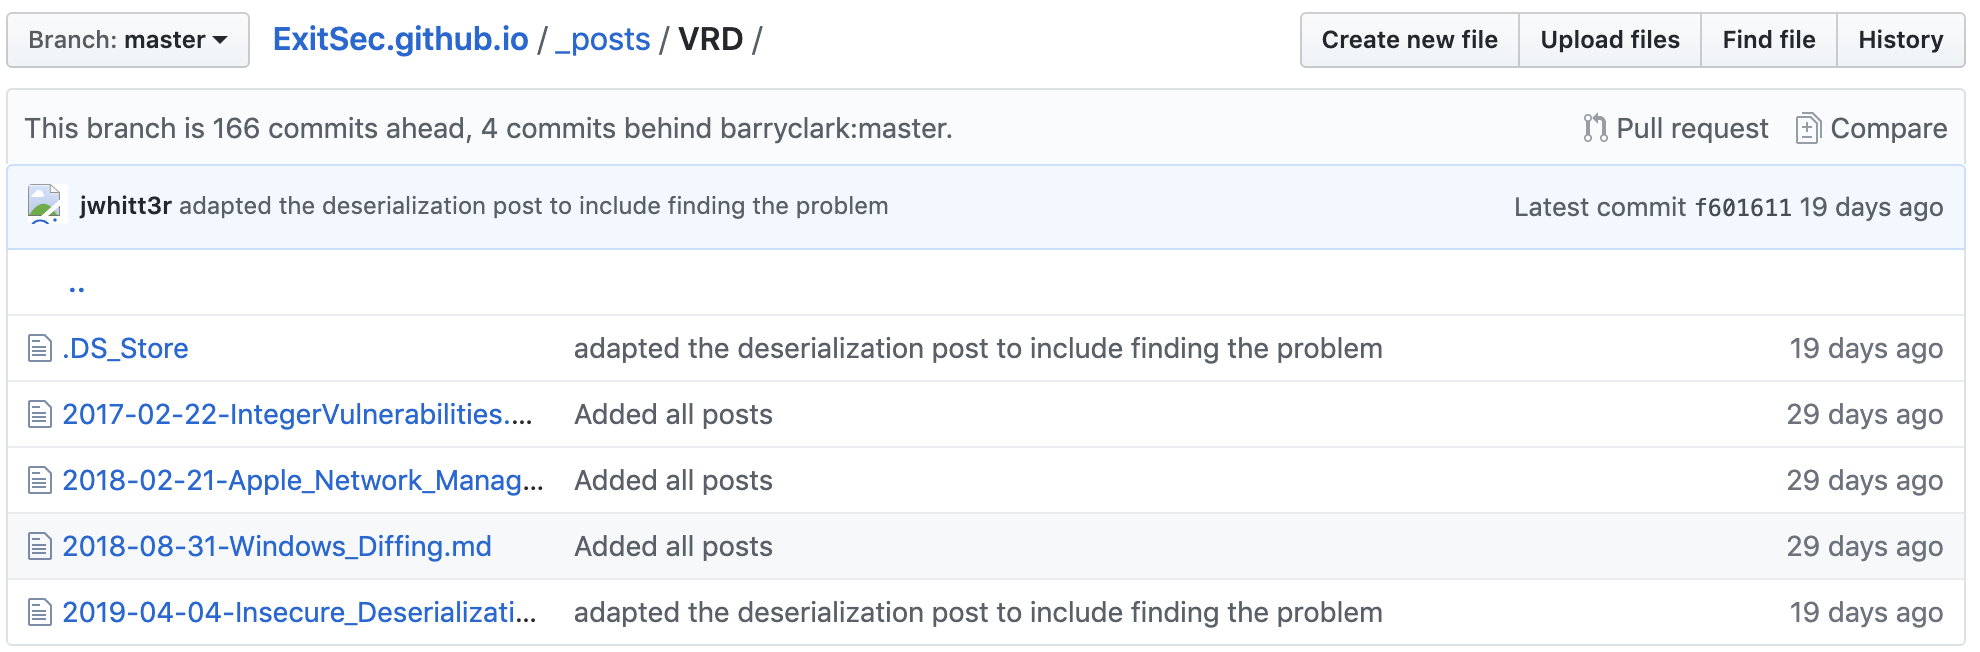 Branch: master ExitSec.github.io / _posts / VRD / Create new file Upload files Find file History
This branch is 166 commits ahead, 4 commits behind barryclark:master. Pull request Compare
jwhitt3r adapted the deserialization post to include finding the problem Latest commit f601611 19 days ago
..
.DS_Store adapted the deserialization post to include finding the problem 19 days ago
2017-02-22-IntegerVulnerabilities.... Added all posts 29 days ago
2018-02-21-Apple_Network_Manag... Added all posts 29 days ago
2018-08-31-Windows_Diffing.md Added all posts 29 days ago
2019-04-04-Insecure_Deserializati... adapted the deserialization post to include finding the problem 19 days ago